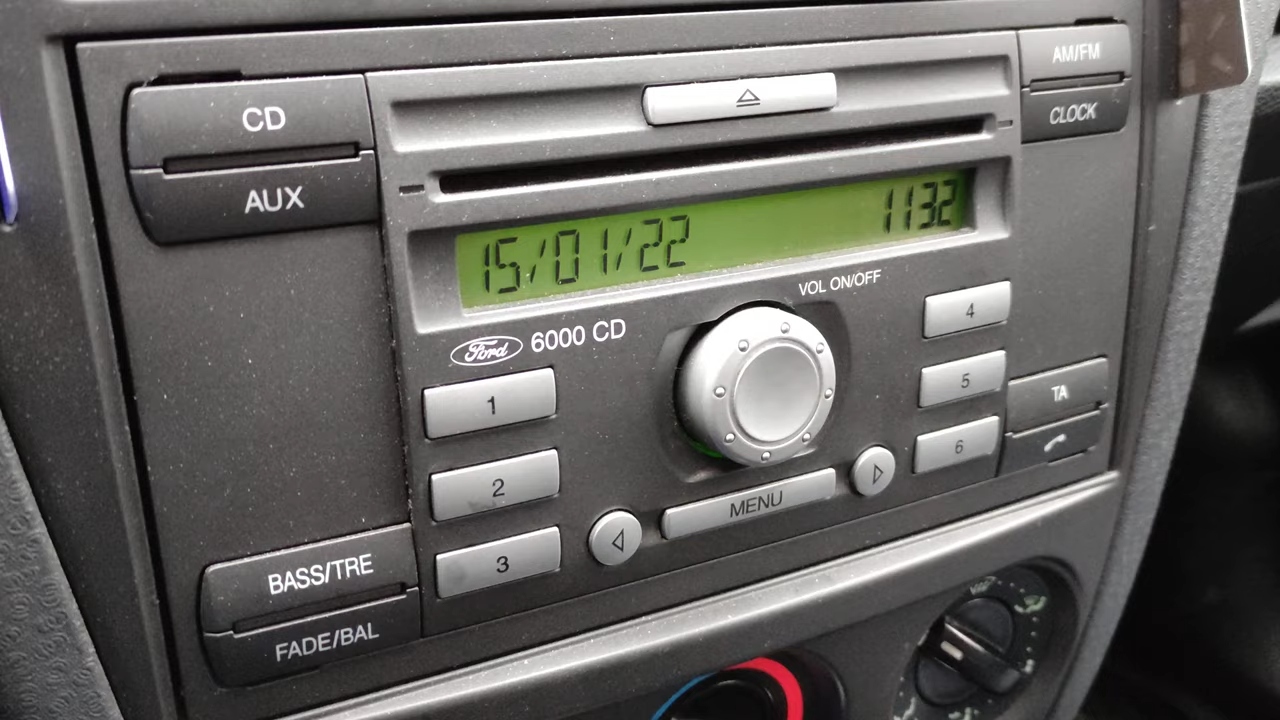 CD
AUX
AM/FM
CLOCK
15/01/22 1132
VOL ON/OFF
Ford 6000 CD
1
2
3
4
5
6
TA
MENU
BASS/TRE
FADE/BAL